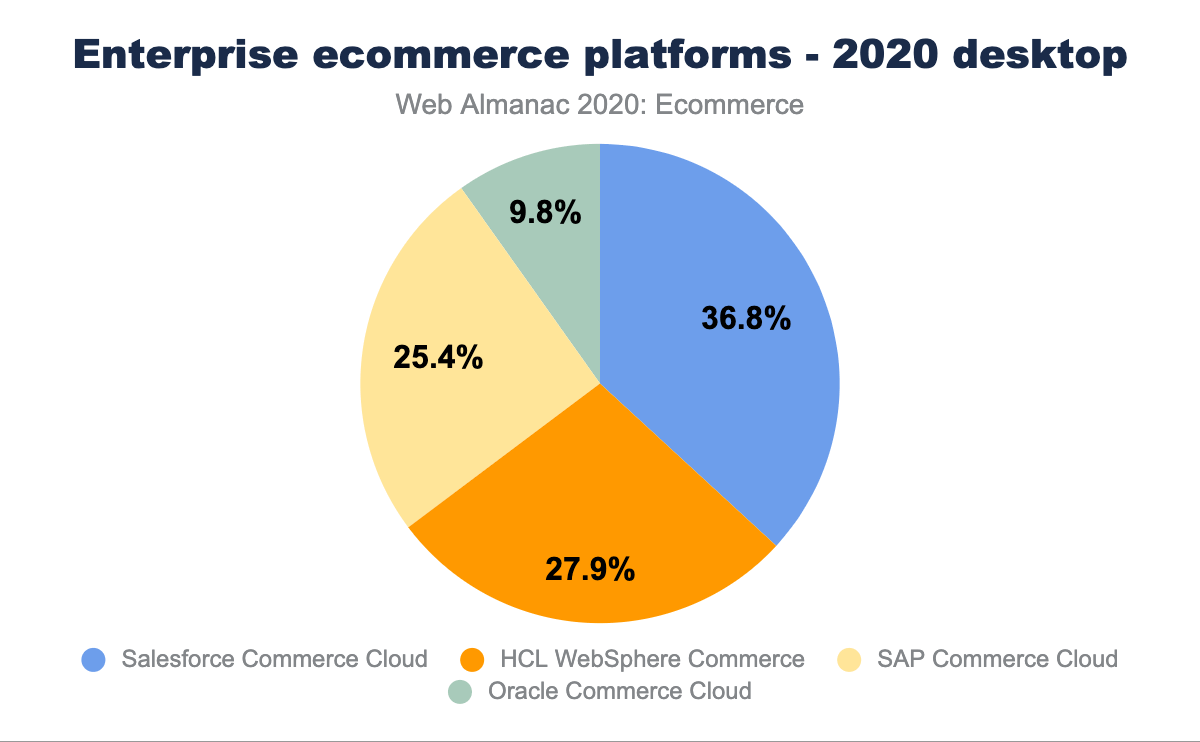 Enterprise ecommerce platforms - 2020 desktop
Web Almanac 2020: Ecommerce
9.8%
36.8%
25.4%
27.9%
Salesforce Commerce Cloud
HCL WebSphere Commerce
SAP Commerce Cloud
Oracle Commerce Cloud